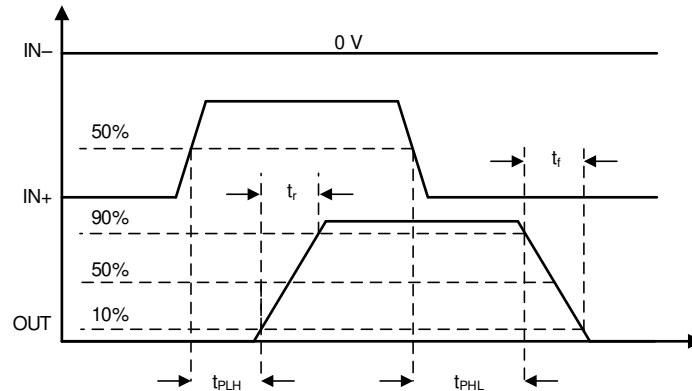 IN–
0 V
50%
t_f
t_r
IN+
90%
50%
10%
OUT
t_PLH
t_PHL